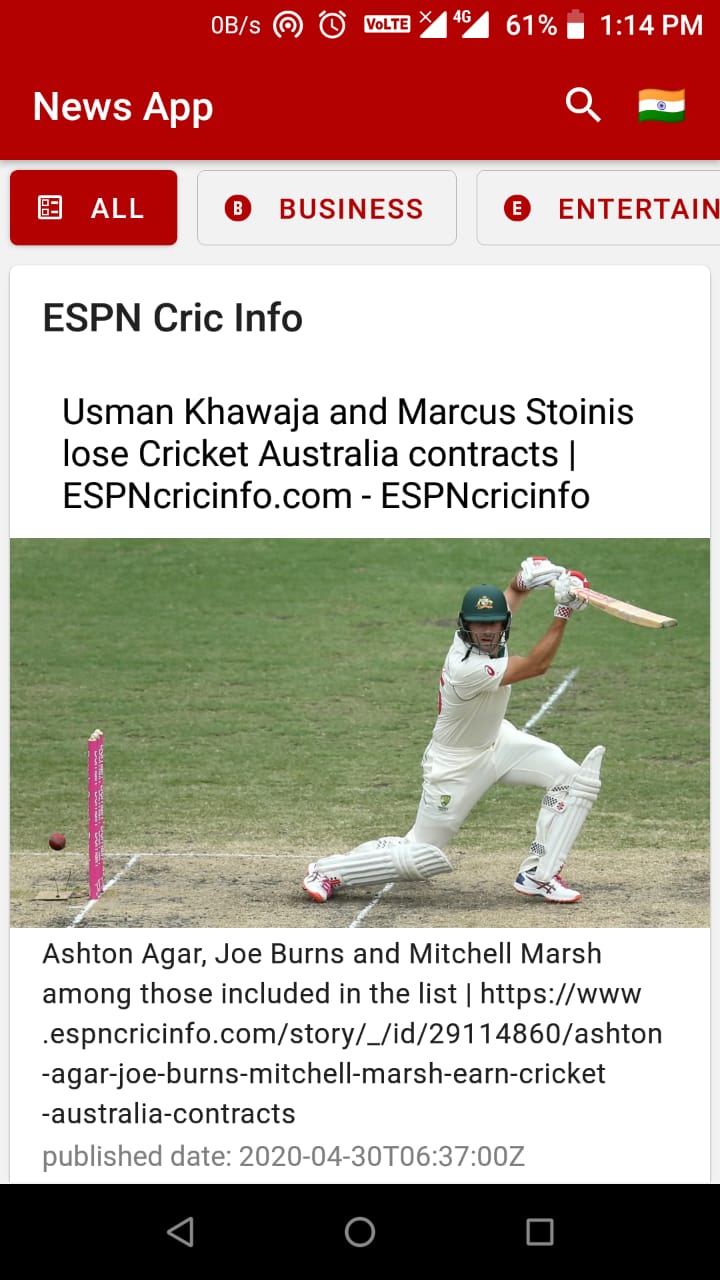 0B/s VoLTE 4G 61% 1:14 PM
News App
ALL B BUSINESS E ENTERTAIN
ESPN Cric Info
Usman Khawaja and Marcus Stoinis
lose Cricket Australia contracts |
ESPNcricinfo.com - ESPNcricinfo
Ashton Agar, Joe Burns and Mitchell Marsh
among those included in the list | https://www
.espncricinfo.com/story/_/id/29114860/ashton
-agar-joe-burns-mitchell-marsh-earn-cricket
-australia-contracts
published date: 2020-04-30T06:37:00Z